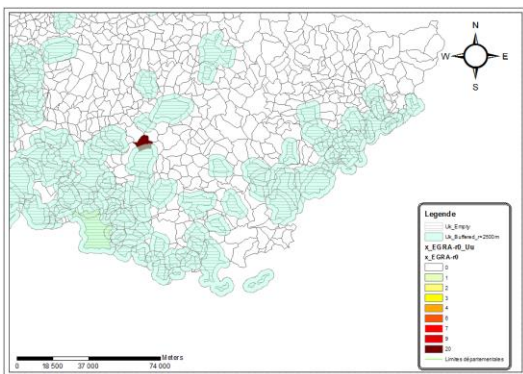 N
W
E
S
Legende
Uk_Empty
Uk_Buffered_r=2500m
x_EGRA-r0_Uu
x_EGRA-r0
0
1
2
3
4
6
7
9
20
Limites départementales
Meters
0 18 500 37 000 74 000